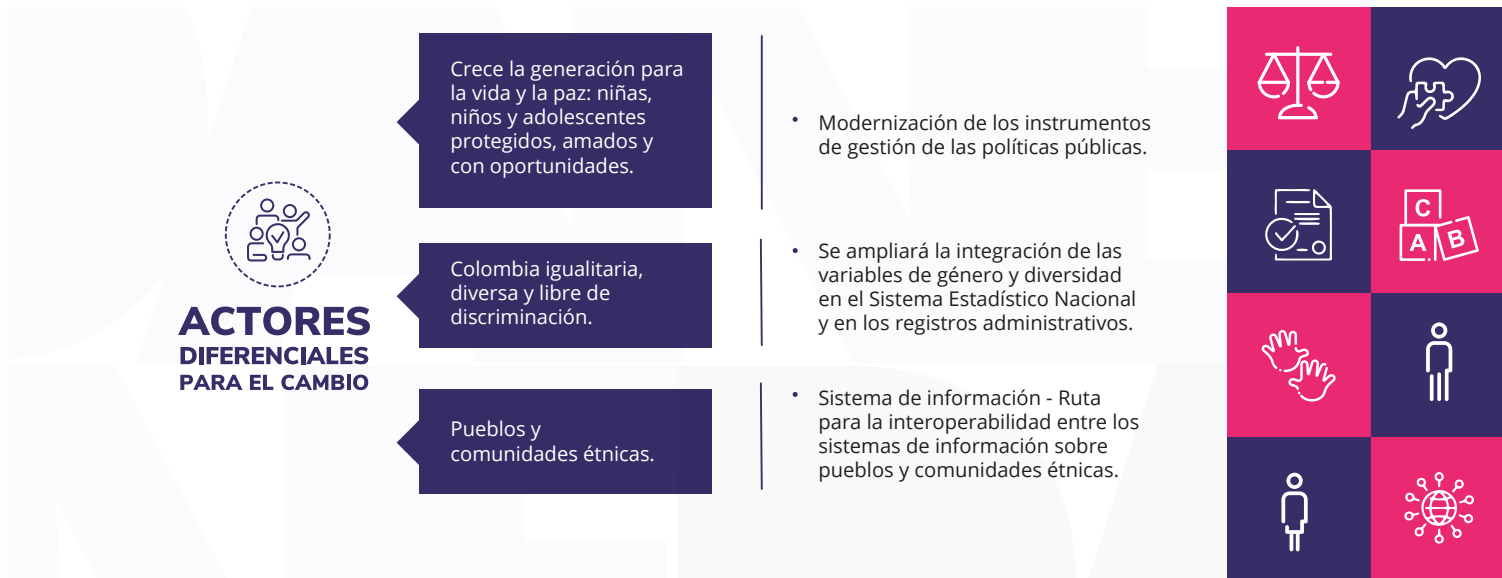 ACTORES
DIFERENCIALES
PARA EL CAMBIO
Crece la generación para
la vida y la paz: niñas,
niños y adolescentes
protegidos, amados y
con oportunidades.
• Modernización de los instrumentos
de gestión de las políticas públicas.
Colombia igualitaria,
diversa y libre de
discriminación.
• Se ampliará la integración de las
variables de género y diversidad
en el Sistema Estadístico Nacional
y en los registros administrativos.
Pueblos y
comunidades étnicas.
• Sistema de información - Ruta
para la interoperabilidad entre los
sistemas de información sobre
pueblos y comunidades étnicas.
C
A B